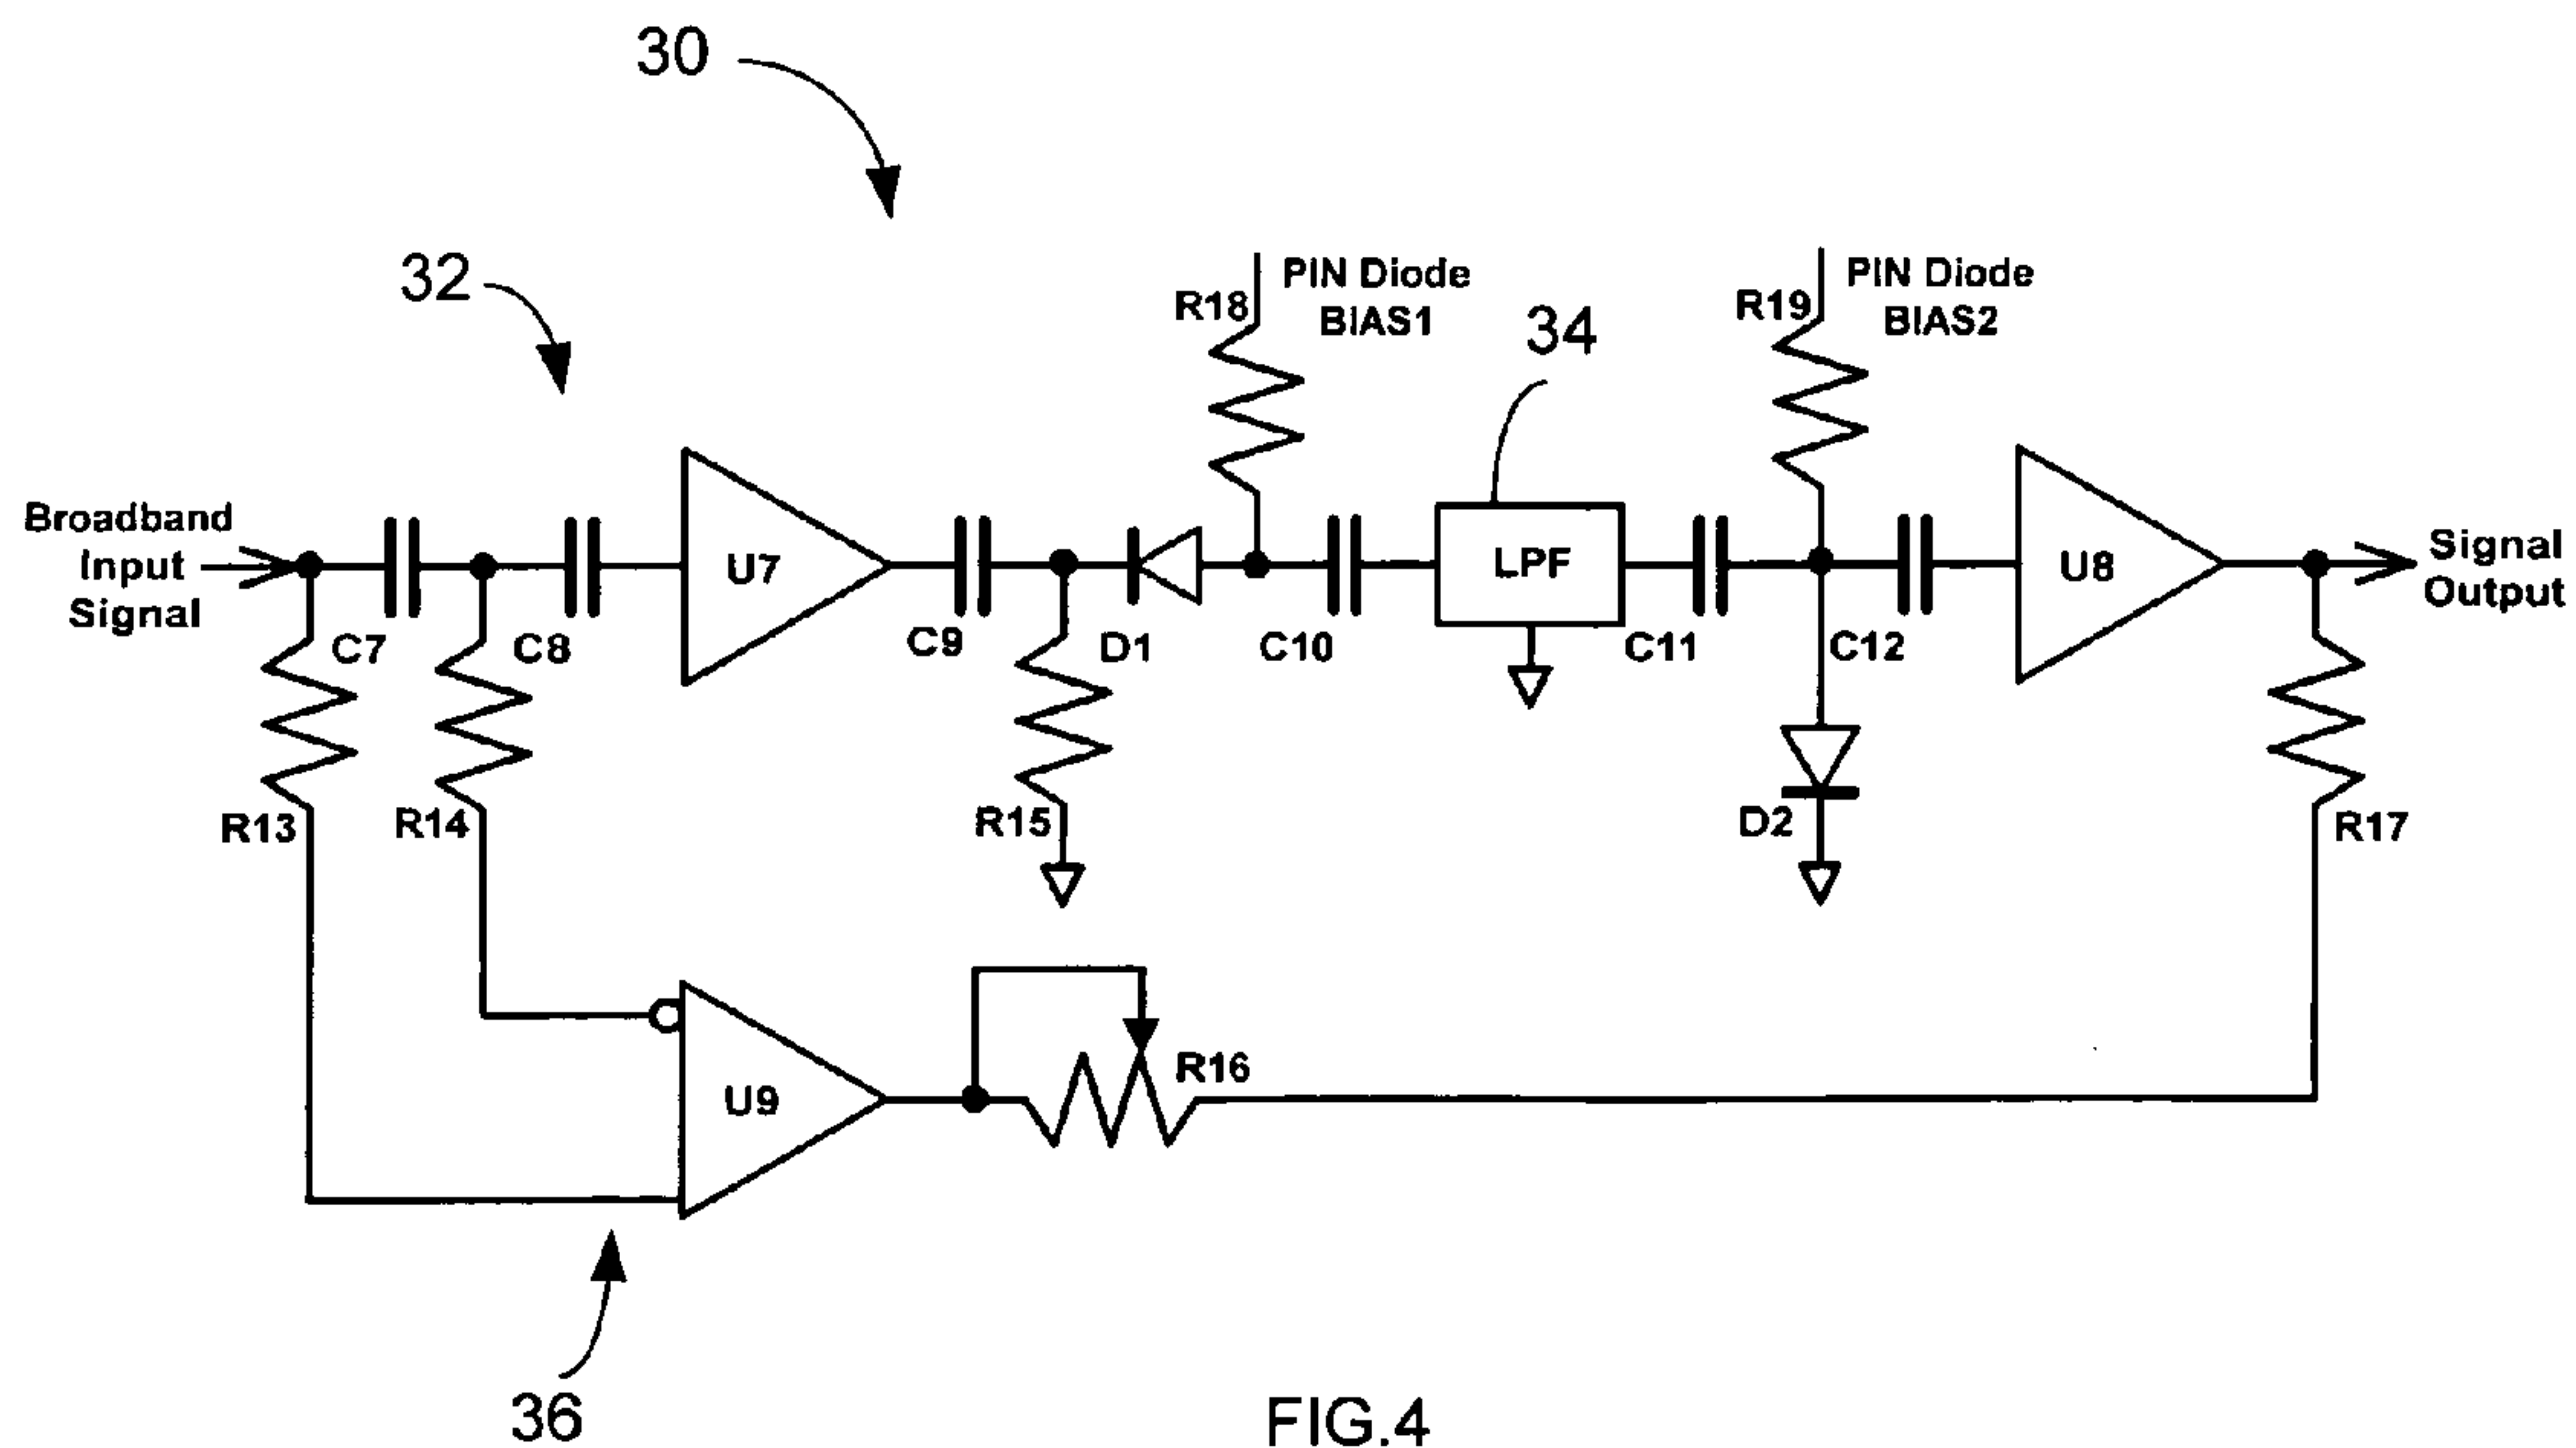 30
32
PIN Diode
BIAS1
R18
34
PIN Diode
BIAS2
R19
Broadband
Input
Signal
U7
LPF
U8
Signal
Output
C7
C8
C9
D1
C10
C11
C12
R13
R14
R15
D2
R17
U9
R16
36
FIG.4